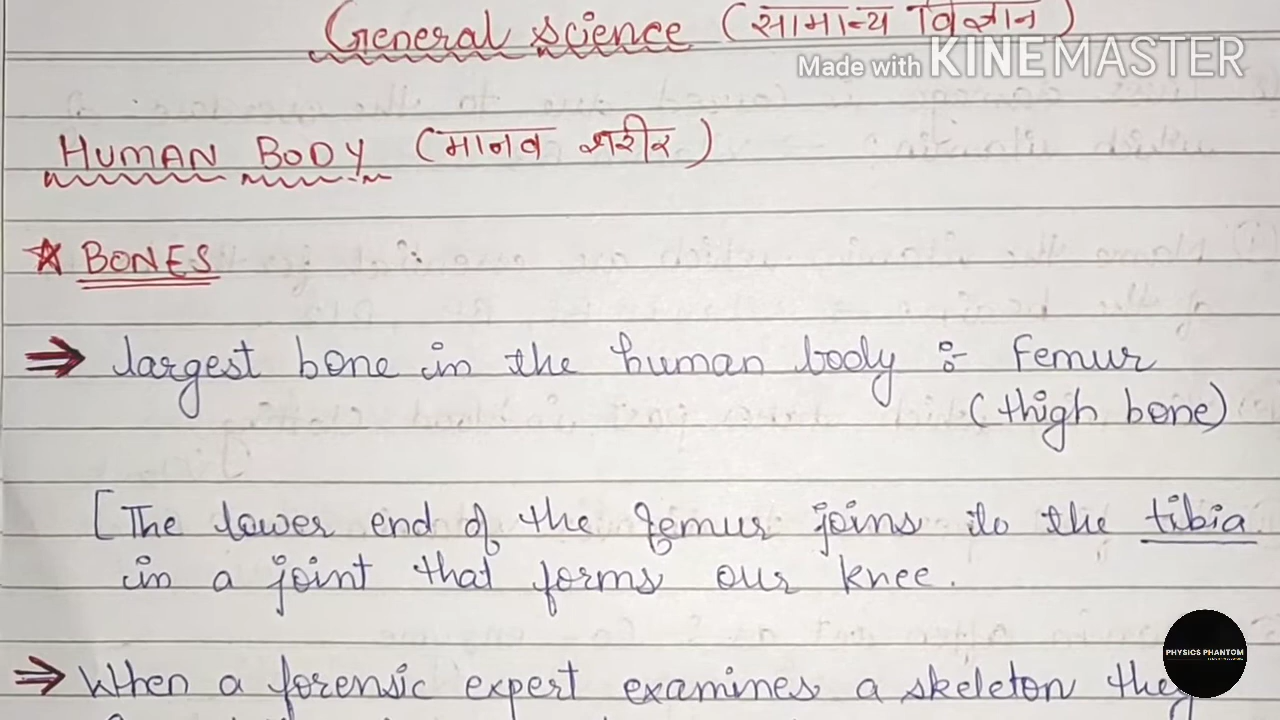 General science (सामान्य विज्ञान)
Made with KINEMASTER
HUMAN BODY (मानव शरीर)
BONES
⇒ largest bone in the human body :- Femur
(thigh bone)
[The lower end of the femur joins to the tibia
in a joint that forms our knee.
PHYSICS PHANTOM
⇒ When a forensic expert examines a skeleton they